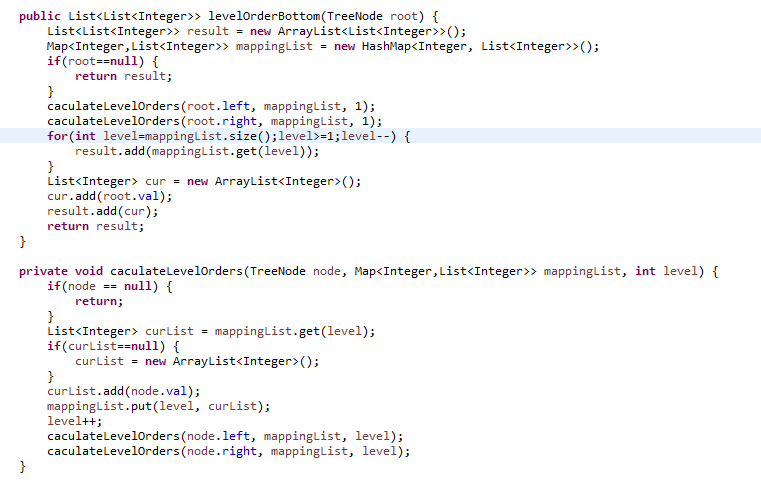 public List<List<Integer>> levelOrderBottom(TreeNode root) {
    List<List<Integer>> result = new ArrayList<List<Integer>>();
    Map<Integer,List<Integer>> mappingList = new HashMap<Integer, List<Integer>>();
    if(root==null) {
        return result;
    }
    caculateLevelOrders(root.left, mappingList, 1);
    caculateLevelOrders(root.right, mappingList, 1);
    for(int level=mappingList.size();level>=1;level--) {
        result.add(mappingList.get(level));
    }
    List<Integer> cur = new ArrayList<Integer>();
    cur.add(root.val);
    result.add(cur);
    return result;
}

private void caculateLevelOrders(TreeNode node, Map<Integer,List<Integer>> mappingList, int level) {
    if(node == null) {
        return;
    }
    List<Integer> curList = mappingList.get(level);
    if(curList==null) {
        curList = new ArrayList<Integer>();
    }
    curList.add(node.val);
    mappingList.put(level, curList);
    level++;
    caculateLevelOrders(node.left, mappingList, level);
    caculateLevelOrders(node.right, mappingList, level);
}